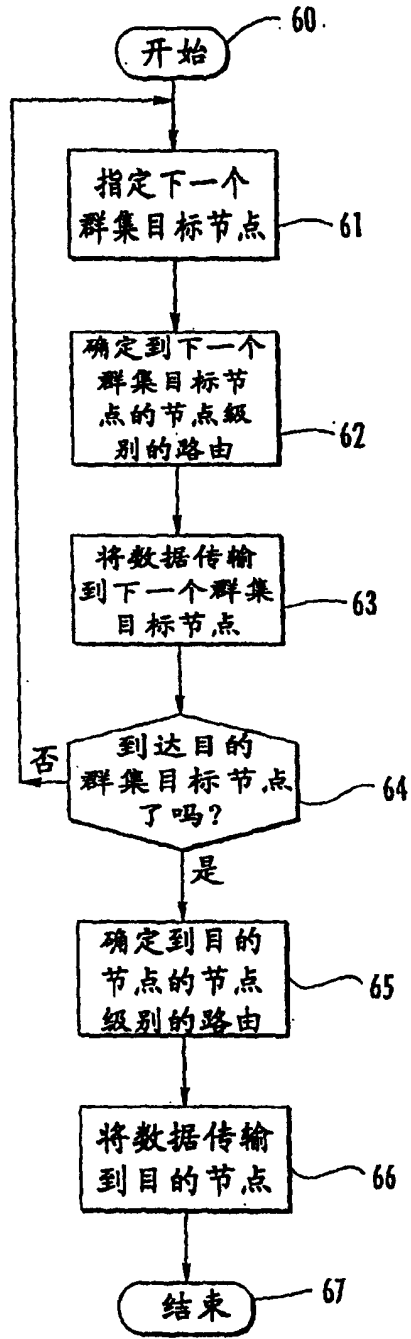 开始
60
指定下一个
群集目标节点
61
确定到下一个
群集目标节
点的节点级
别的路由
62
将数据传输
到下一个群集
目标节点
63
到达目的
群集目标节点
了吗?
64
否
是
确定到目的
节点的节点
级别的路由
65
将数据传输
到目的节点
66
结束
67